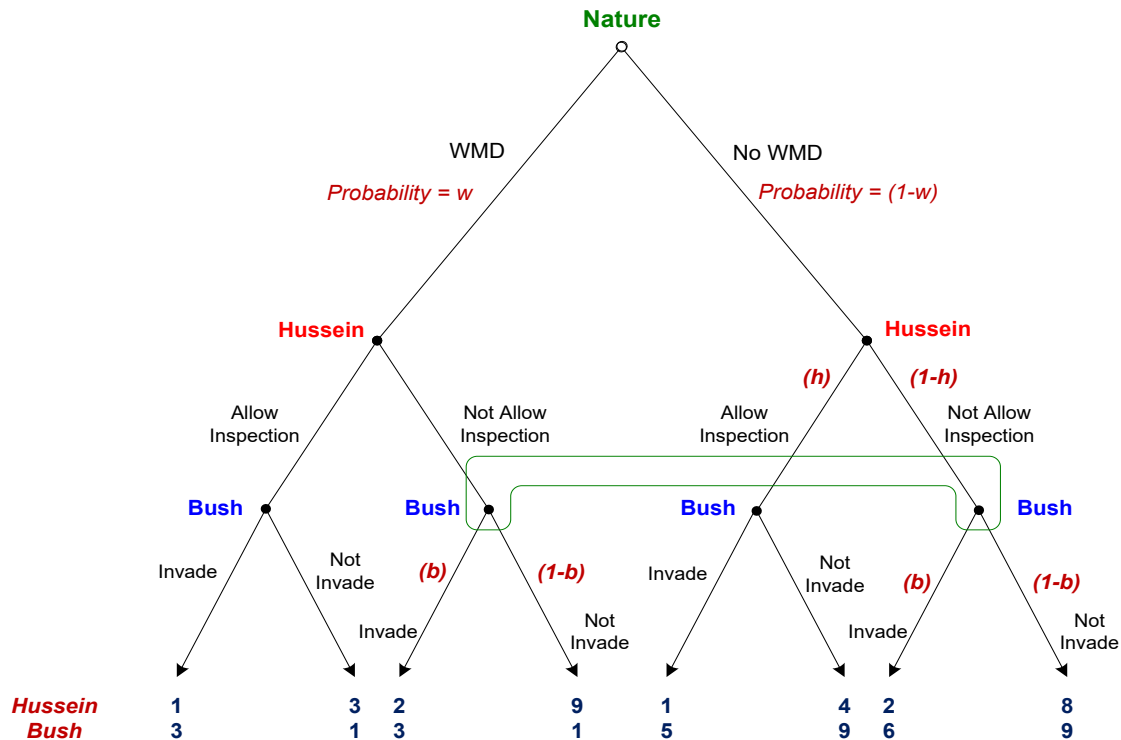 Nature
WMD
No WMD
Probability = w
Probability = (1-w)
Hussein
Hussein
(h)
(1-h)
Allow
Inspection
Not Allow
Inspection
Allow
Inspection
Not Allow
Inspection
Bush
Bush
Bush
Bush
Invade
Not
Invade
(b)
(1-b)
Invade
Not
Invade
Invade
Not
Invade
(b)
(1-b)
Invade
Not
Invade
Hussein 1 3 2 9 1 4 2 8
Bush 3 1 3 1 5 9 6 9